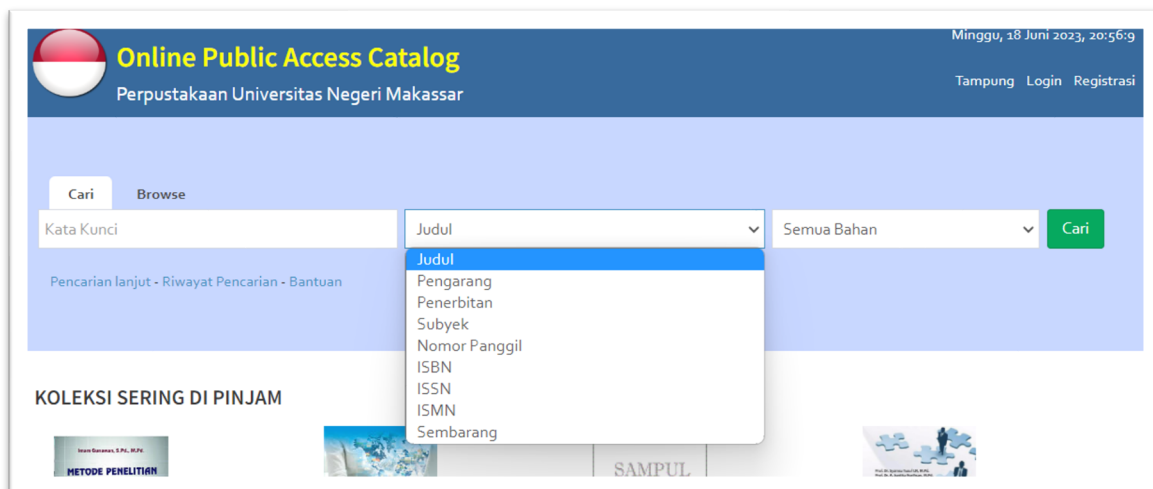 Minggu, 18 Juni 2023, 20:56:9
Online Public Access Catalog
Perpustakaan Universitas Negeri Makassar
Tampung Login Registrasi
Cari Browse
Kata Kunci Judul Semua Bahan Cari
Judul
Pengarang
Penerbitan
Subyek
Nomor Panggil
ISBN
ISSN
ISMN
Sembarang
Pencarian lanjut - Riwayat Pencarian - Bantuan
KOLEKSI SERING DI PINJAM
METODE PENELITIAN
SAMPUL